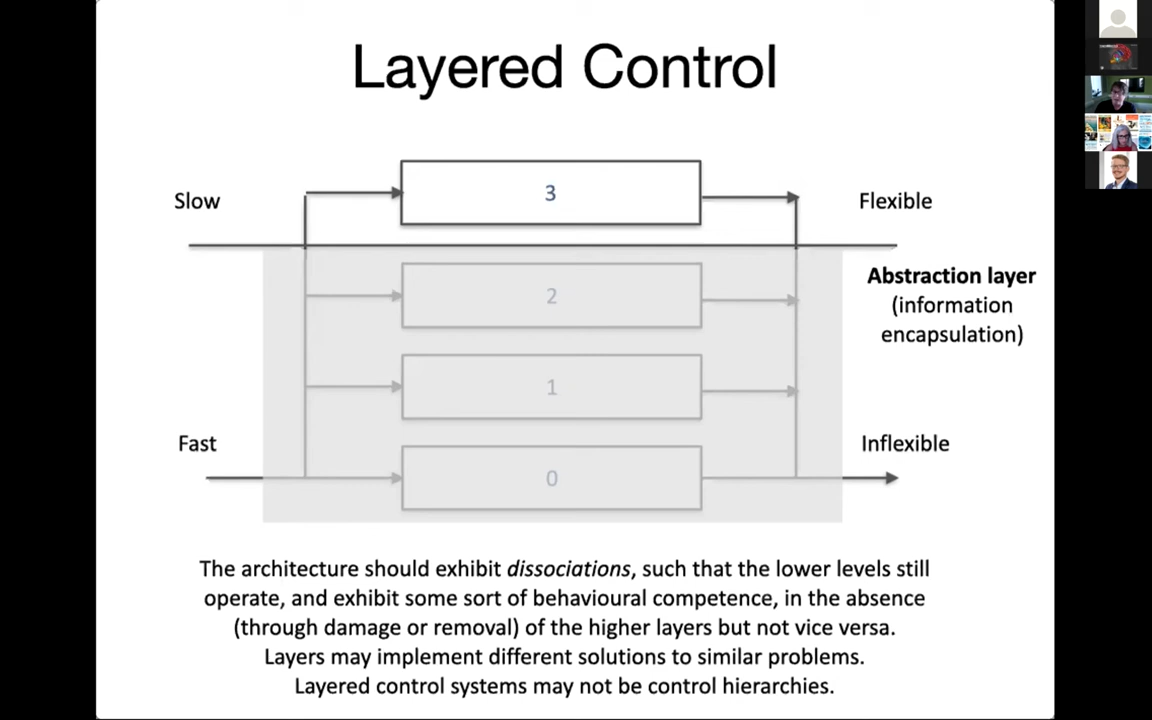 Layered Control
Slow
3
Flexible
Abstraction layer
(information
encapsulation)
2
1
Fast
Inflexible
0
The architecture should exhibit dissociations, such that the lower levels still
operate, and exhibit some sort of behavioural competence, in the absence
(through damage or removal) of the higher layers but not vice versa.
Layers may implement different solutions to similar problems.
Layered control systems may not be control hierarchies.